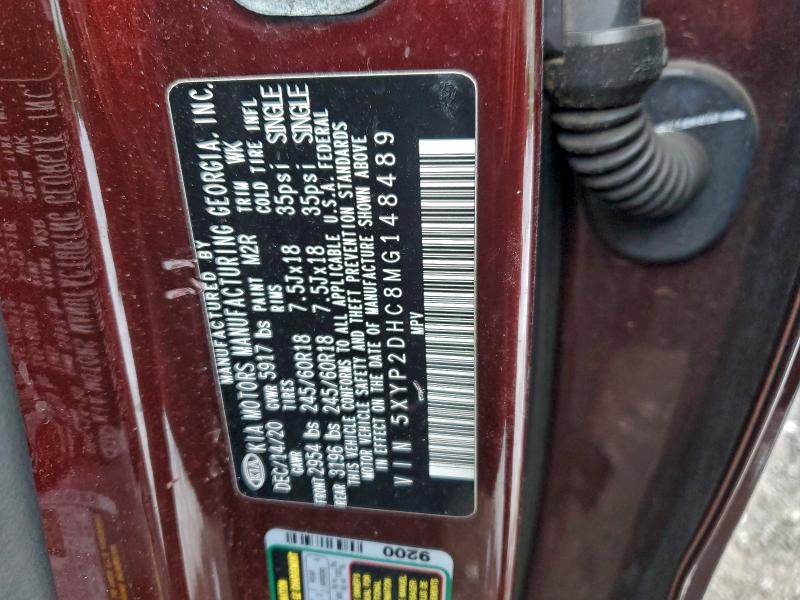 MANUFACTURED BY
KIA KIA MOTORS MANUFACTURING GEORGIA, INC.
DEC/14/20 GVWR 5917 lbs PAINT M2R TRIM WK
GAWR TIRES RIMS COLD TIRE INFL
FRONT 2954 lbs 245/60R18 7.5Jx18 35psi SINGLE
REAR 3196 lbs 245/60R18 7.5Jx18 35psi SINGLE
THIS VEHICLE CONFORMS TO ALL APPLICABLE U.S.A. FEDERAL
MOTOR VEHICLE SAFETY AND THEFT PREVENTION STANDARDS
IN EFFECT ON THE DATE OF MANUFACTURE SHOWN ABOVE
VIN 5XYP2DHC8MG148489
MPV
9200